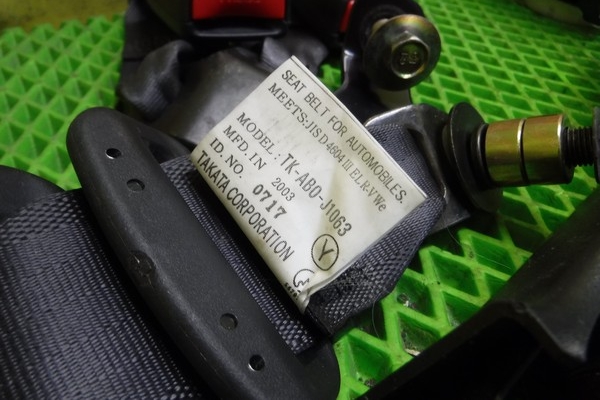 SEAT BELT FOR AUTOMOBILES.
MEETS:JIS D 4604 III ELR-VWe
MODEL: TK-AB0-J1063
MFD. IN 2003
ID NO. 0717
TAKATA CORPORATION
Y